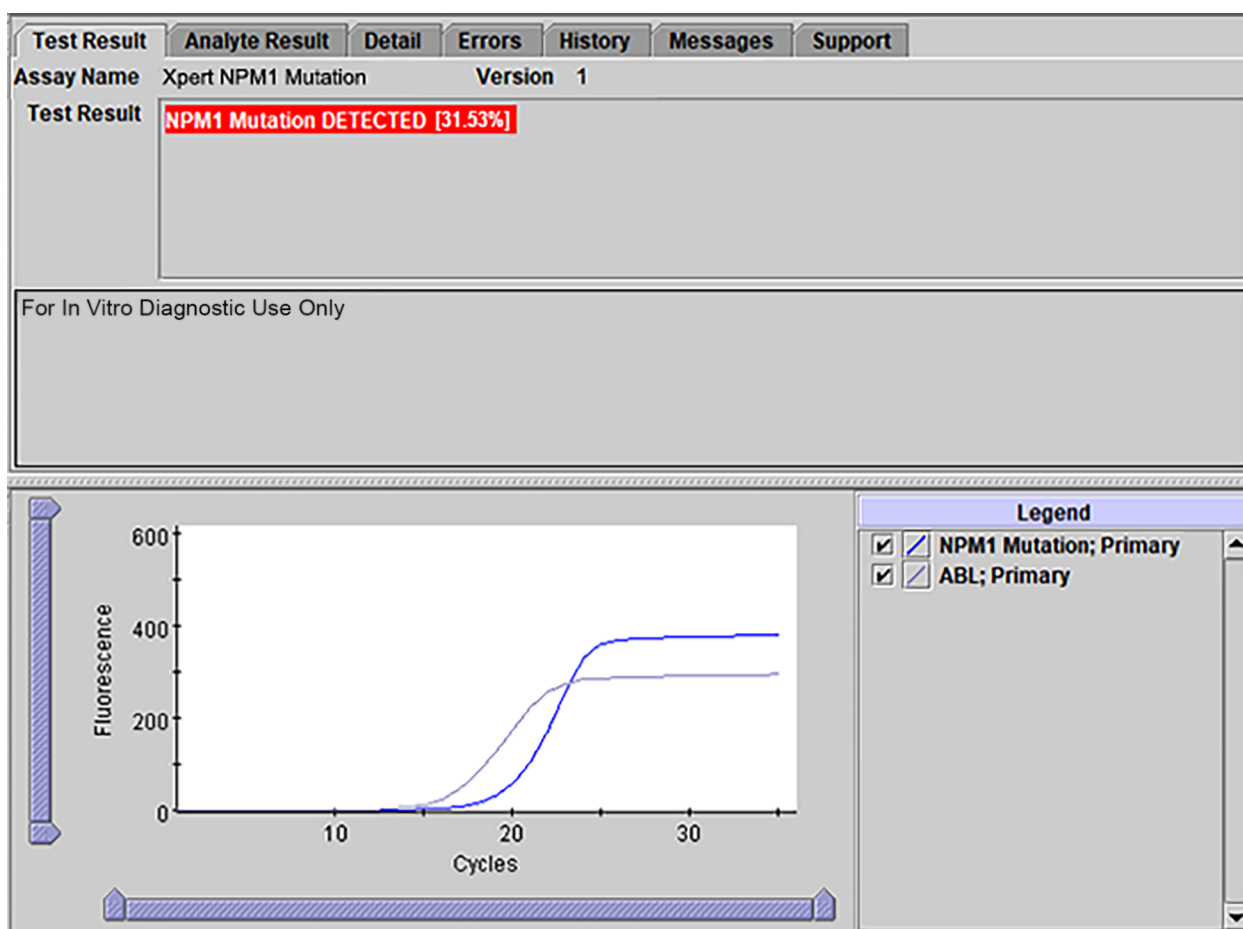 Test Result Analyte Result Detail Errors History Messages Support
Assay Name Xpert NPM1 Mutation Version 1
Test Result NPM1 Mutation DETECTED [31.53%]
For In Vitro Diagnostic Use Only
600
400
200
0
10 20 30
Fluorescence
Cycles
Legend
NPM1 Mutation; Primary
ABL; Primary